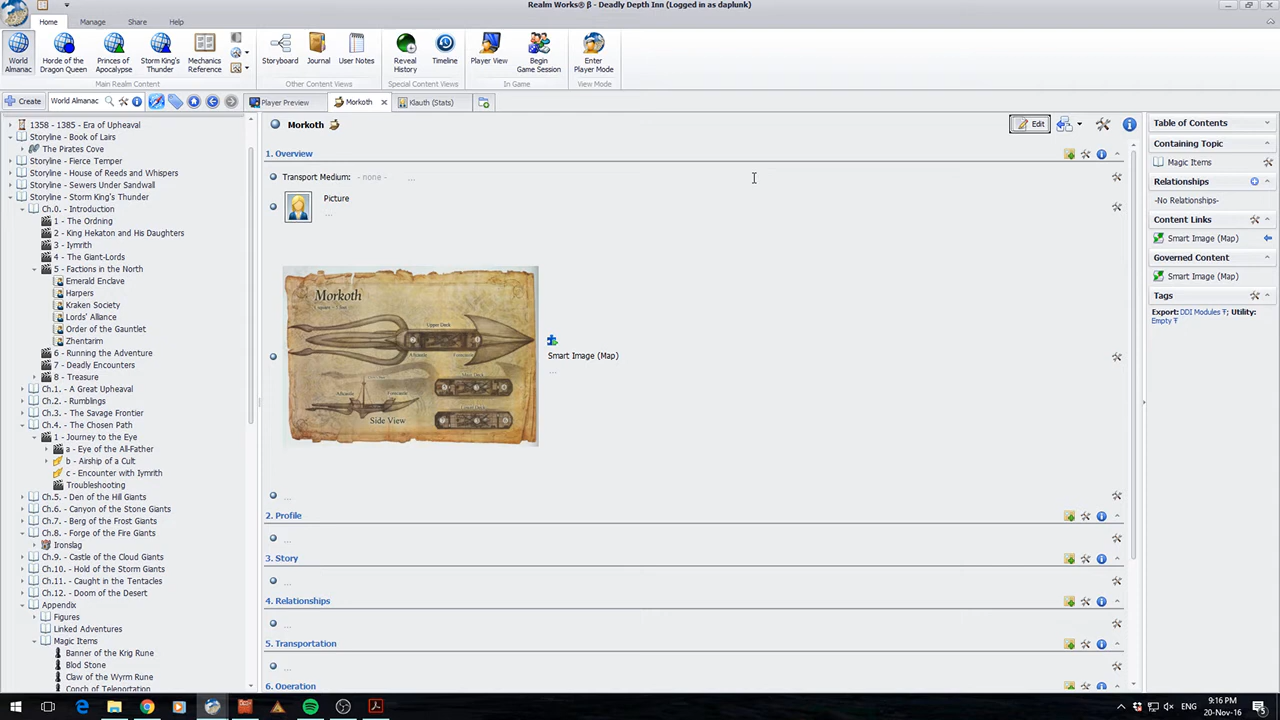 Realm Works® β - Deadly Depth Inn (Logged in as daplunk)
Home Manage Share Help
World Almanac
Horde of the Dragon Queen
Princes of Apocalypse
Storm King's Thunder
Mechanics Reference
Storyboard
Journal
User Notes
Reveal History
Timeline
Player View
Begin Game Session
Enter Player Mode
Main Realm Content
Other Content Views
Special Content Views
In Game
View Mode
Create
World Almanac
Player Preview
Morkoth
Klauth (Stats)
1358 - 1385 - Era of Upheaval
Storyline - Book of Lairs
The Pirates Cove
Storyline - Fierce Temper
Storyline - House of Reeds and Whispers
Storyline - Sewers Under Sandwall
Storyline - Storm King's Thunder
Ch.0. - Introduction
1 - The Ordning
2 - King Hekaton and His Daughters
3 - Iymrith
4 - The Giant-Lords
5 - Factions in the North
Emerald Enclave
Harpers
Kraken Society
Lords' Alliance
Order of the Gauntlet
Zhentarim
6 - Running the Adventure
7 - Deadly Encounters
8 - Treasure
Ch.1. - A Great Upheaval
Ch.2. - Rumblings
Ch.3. - The Savage Frontier
Ch.4. - The Chosen Path
1 - Journey to the Eye
a - Eye of the All-Father
b - Airship of a Cult
c - Encounter with Iymrith
Troubleshooting
Ch.5. - Den of the Hill Giants
Ch.6. - Canyon of the Stone Giants
Ch.7. - Berg of the Frost Giants
Ch.8. - Forge of the Fire Giants
Ironslag
Ch.9. - Castle of the Cloud Giants
Ch.10. - Hold of the Storm Giants
Ch.11. - Caught in the Tentacles
Ch.12. - Doom of the Desert
Appendix
Figures
Linked Adventures
Magic Items
Banner of the Krig Rune
Blod Stone
Claw of the Wyrm Rune
Conch of Teleportation
Morkoth
Edit
1. Overview
Transport Medium: - none - ...
Picture
...
Morkoth
Upper Deck
Aftcastle
Forecastle
Aftcastle
Forecastle
Side View
Smart Image (Map)
...
...
2. Profile
...
3. Story
...
4. Relationships
...
5. Transportation
...
6. Operation
Table of Contents
Containing Topic
Magic Items
Relationships
-No Relationships-
Content Links
Smart Image (Map)
Governed Content
Smart Image (Map)
Tags
Export: DDI Modules Ŧ; Utility:
Empty Ŧ
ENG
9:16 PM
20-Nov-16